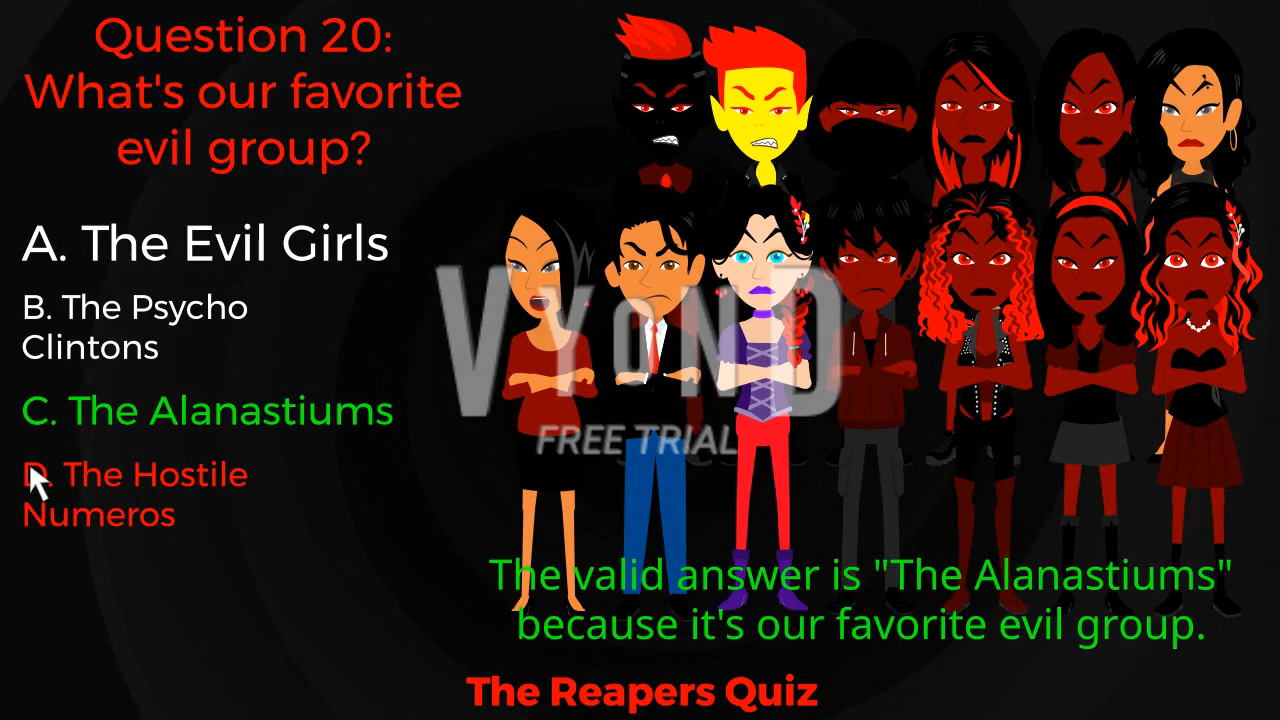 Question 20:
What's our favorite
evil group?
A. The Evil Girls
B. The Psycho
Clintons
C. The Alanastiums
D. The Hostile
Numeros
VYOND
FREE TRIAL
The valid answer is "The Alanastiums"
because it's our favorite evil group.
The Reapers Quiz